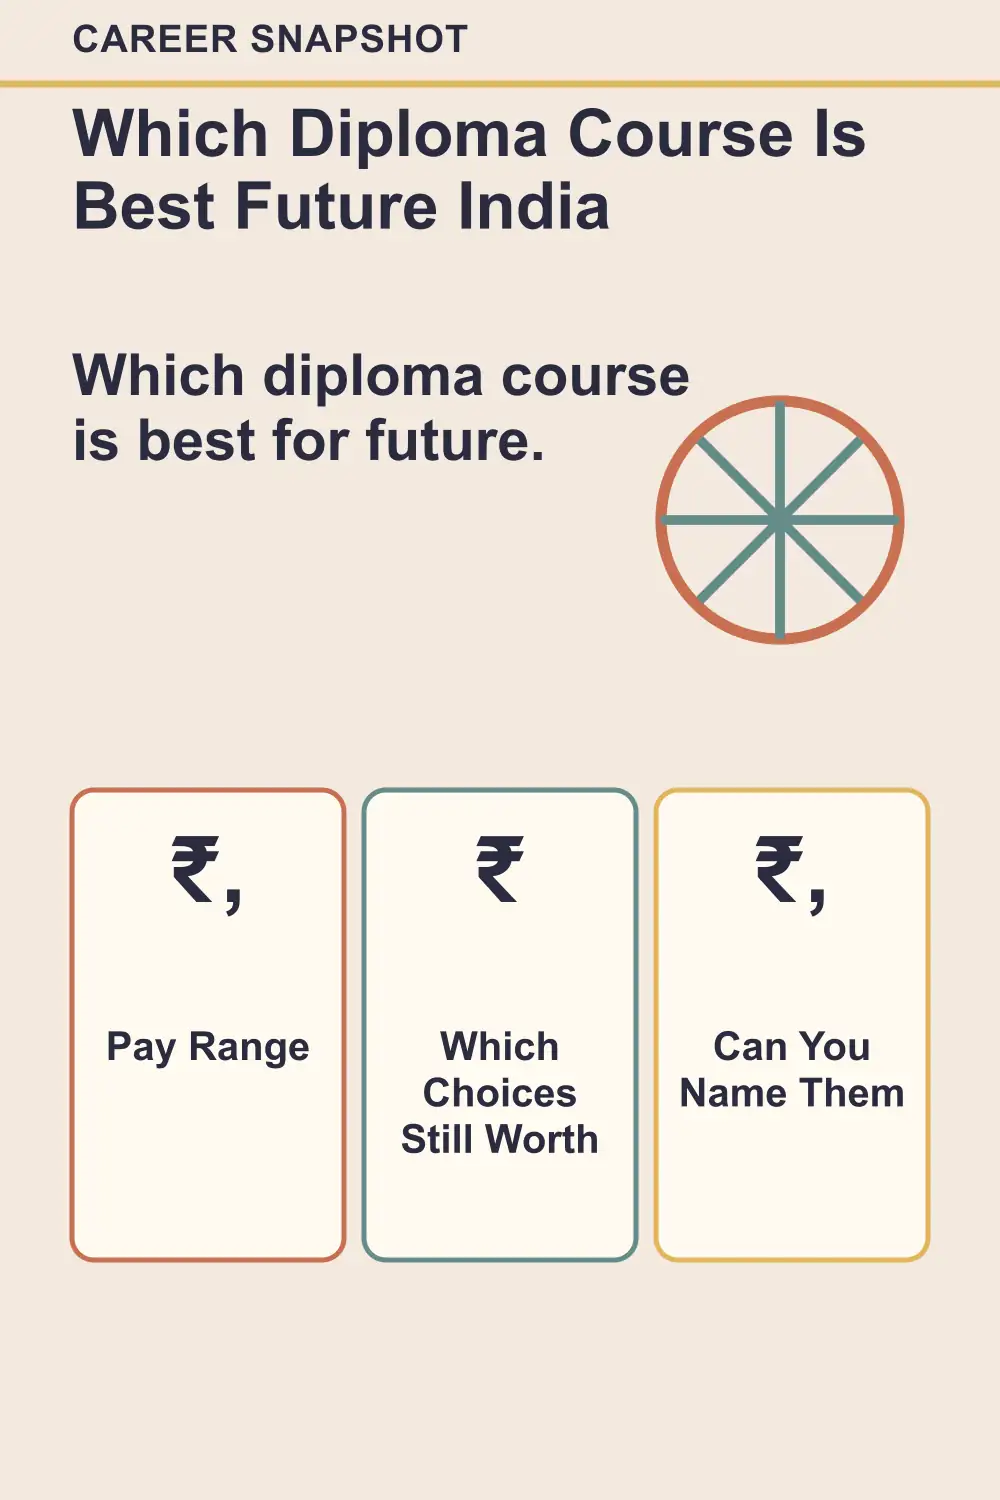 CAREER SNAPSHOT
Which Diploma Course Is
Best Future India
Which diploma course
is best for future.
₹,
Pay Range
₹
Which
Choices
Still Worth
₹,
Can You
Name Them